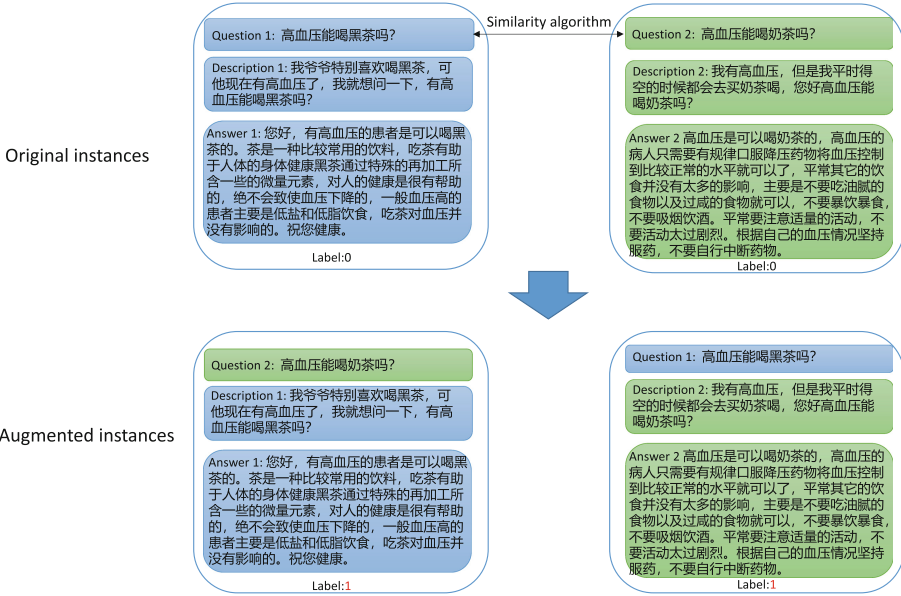 Similarity algorithm
Original instances
Question 1: 高血压能喝黑茶吗?
Description 1: 我爷爷特别喜欢喝黑茶，可
他现在有高血压了，我就想问一下，有高
血压能喝黑茶吗?
Answer 1: 您好，有高血压的患者是可以喝黑
茶的。茶是一种比较常用的饮料，吃茶有助
于人体的身体健康黑茶通过特殊的再加工所
含一些的微量元素，对人的健康是很有帮助
的，绝不会致使血压下降的，一般血压高的
患者主要是低盐和低脂饮食，吃茶对血压并
没有影响的。祝您健康。
Label:0
Question 2: 高血压能喝奶茶吗?
Description 2: 我有高血压，但是我平时得
空的时候都会去买奶茶喝，您好高血压能
喝奶茶吗?
Answer 2 高血压是可以喝奶茶的，高血压的
病人只需要有规律口服降压药物将血压控制
到比较正常的水平就可以了，平常其它的饮
食并没有太多的影响，主要是不要吃油腻的
食物以及过咸的食物就可以，不要暴饮暴食，
不要吸烟饮酒。平常要注意适量的活动，不
要活动太过剧烈。根据自己的血压情况坚持
服药，不要自行中断药物。
Label:0
Augmented instances
Question 2: 高血压能喝奶茶吗?
Description 1: 我爷爷特别喜欢喝黑茶，可
他现在有高血压了，我就想问一下，有高
血压能喝黑茶吗?
Answer 1: 您好，有高血压的患者是可以喝黑
茶的。茶是一种比较常用的饮料，吃茶有助
于人体的身体健康黑茶通过特殊的再加工所
含一些的微量元素，对人的健康是很有帮助
的，绝不会致使血压下降的，一般血压高的
患者主要是低盐和低脂饮食，吃茶对血压并
没有影响的。祝您健康。
Label:1
Question 1: 高血压能喝黑茶吗?
Description 2: 我有高血压，但是我平时得
空的时候都会去买奶茶喝，您好高血压能
喝奶茶吗?
Answer 2 高血压是可以喝奶茶的，高血压的
病人只需要有规律口服降压药物将血压控制
到比较正常的水平就可以了，平常其它的饮
食并没有太多的影响，主要是不要吃油腻的
食物以及过咸的食物就可以，不要暴饮暴食，
不要吸烟饮酒。平常要注意适量的活动，不
要活动太过剧烈。根据自己的血压情况坚持
服药，不要自行中断药物。
Label:1